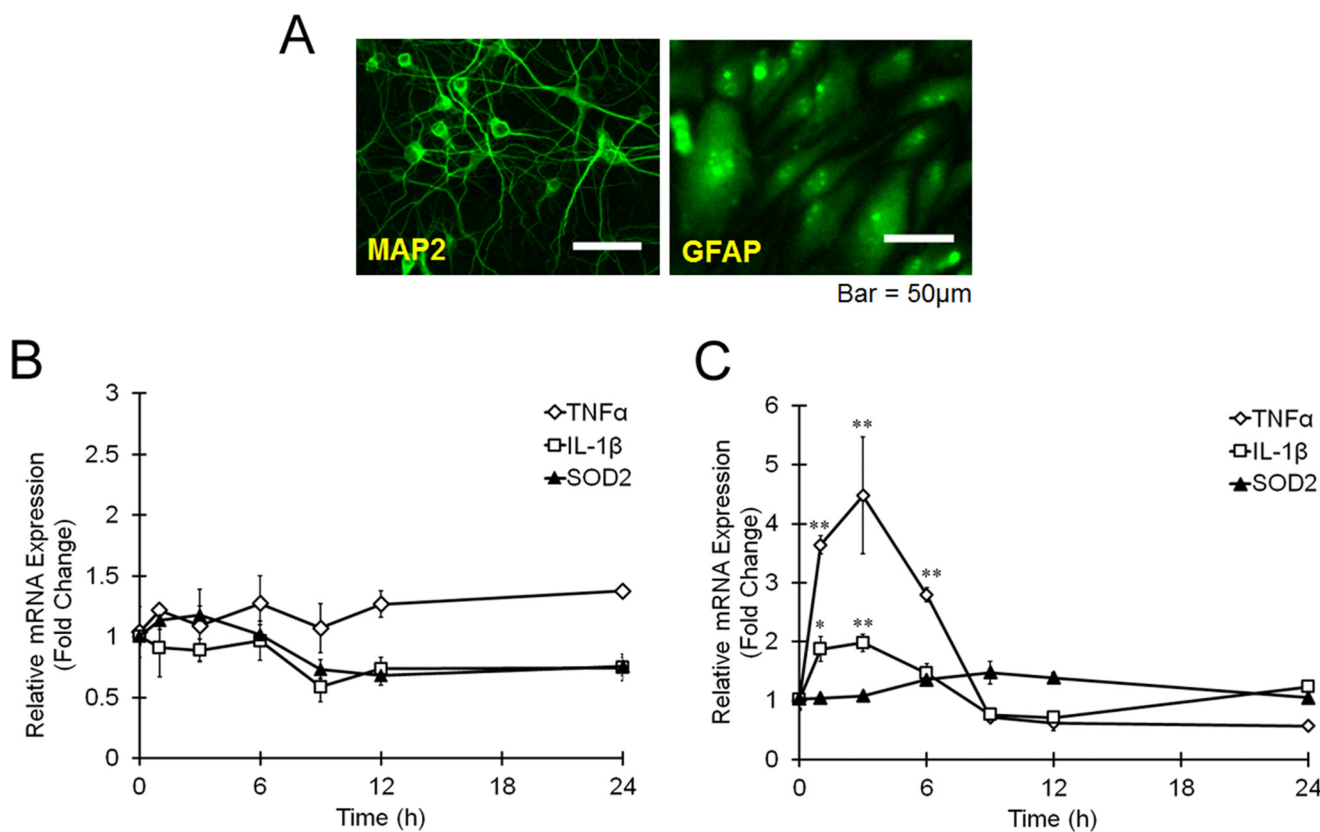 A
MAP2
GFAP
Bar = 50µm
B
3
2.5
2
1.5
1
0.5
0
Relative mRNA Expression
(Fold Change)
TNFα
IL-1β
SOD2
0
6
12
18
24
Time (h)
C
6
5
4
3
2
1
0
Relative mRNA Expression
(Fold Change)
**
**
**
*
**
TNFα
IL-1β
SOD2
0
6
12
18
24
Time (h)